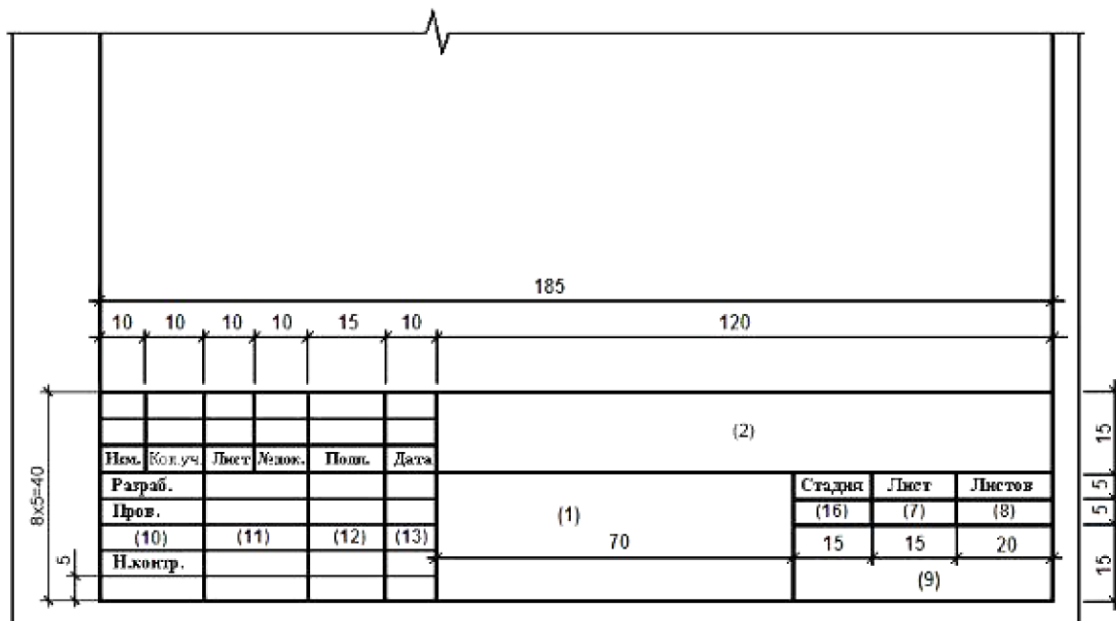 185
10 10 10 10 15 10 120
(2)
15
Изм. Кол.уч. Лист №док. Подп. Дата
8x5=40
Разраб. Стадия Лист Листов 5
Пров. (1) (16) (7) (8) 5
(10) (11) (12) (13) 70 15 15 20
5 Н.контр. 15
(9)